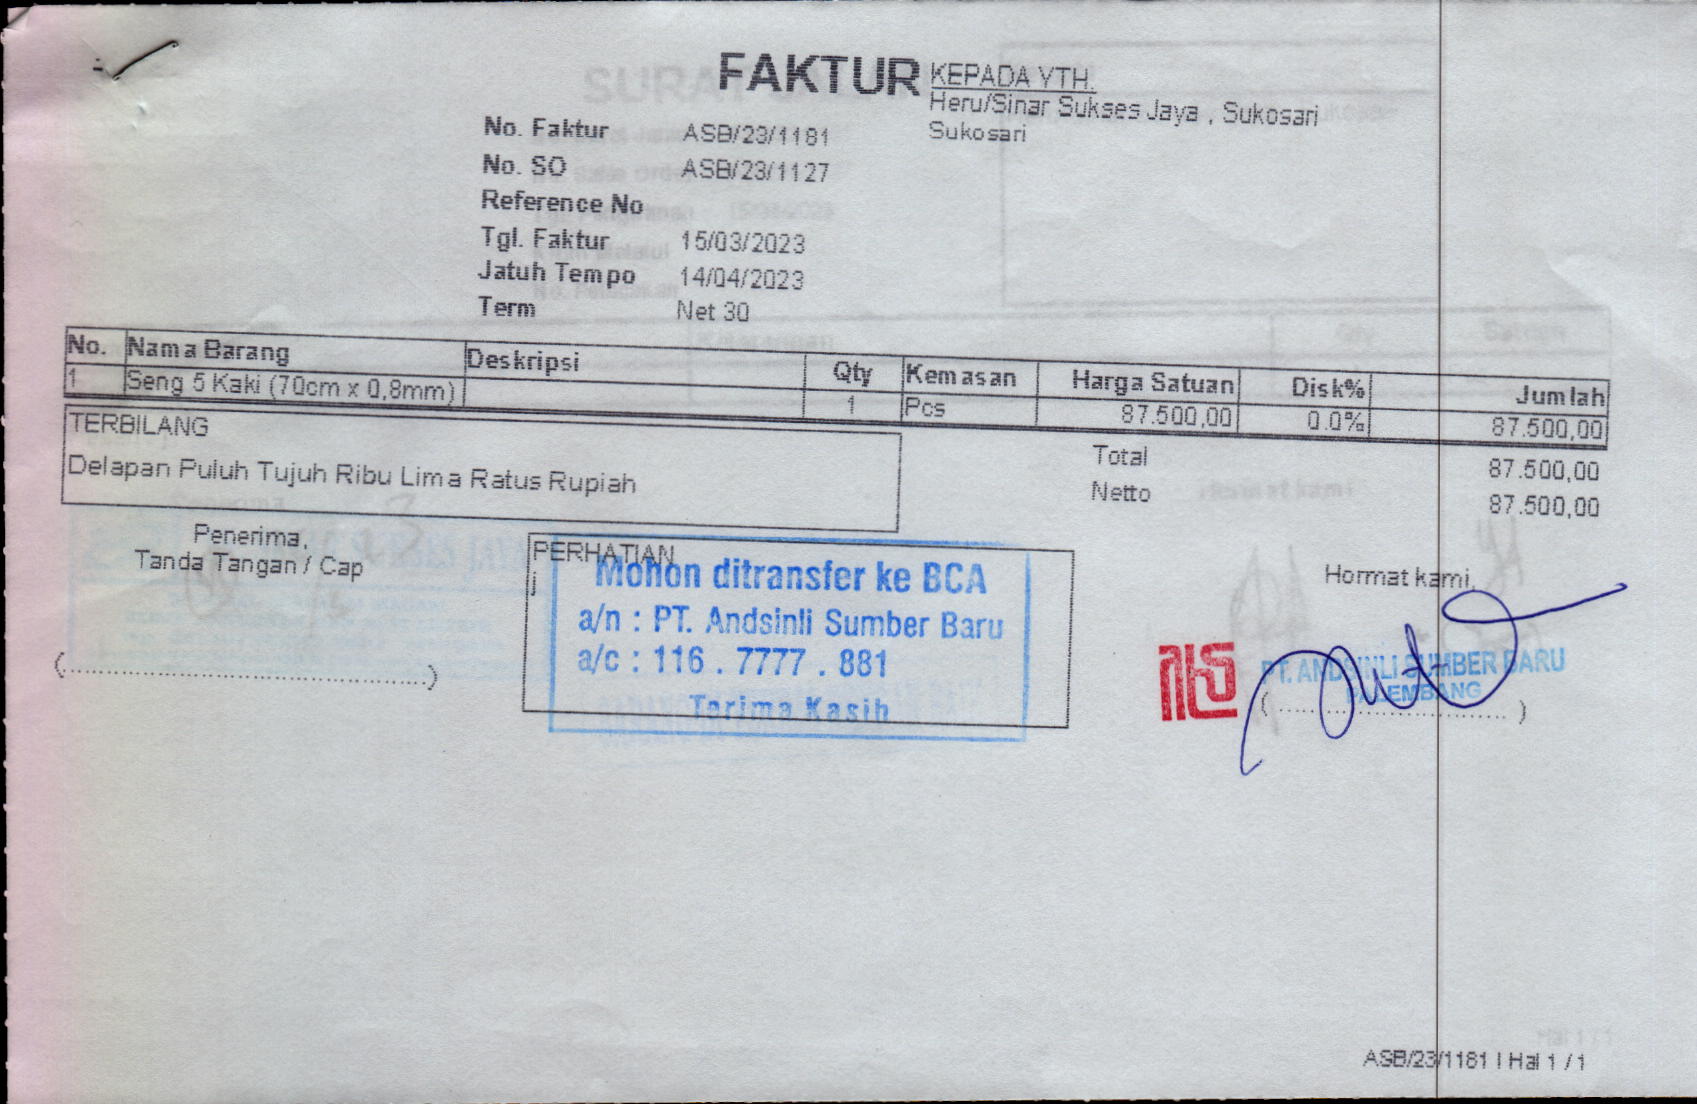 FAKTUR
KEPADA YTH.
Heru/Sinar Sukses Jaya , Sukosari
Sukosari
No. Faktur ASB/23/1181
No. SO ASB/23/1127
Reference No
Tgl. Faktur 15/03/2023
Jatuh Tempo 14/04/2023
Term Net 30
No. Nama Barang Deskripsi Qty Kemasan Harga Satuan Disk% Jumlah
1 Seng 5 Kaki (70cm x 0,8mm) 1 Pcs 87.500,00 0.0% 87.500,00
TERBILANG
Delapan Puluh Tujuh Ribu Lima Ratus Rupiah
Total 87.500,00
Netto 87.500,00
Penerima,
Tanda Tangan / Cap
(....................................................)
PERHATIAN
j
Mohon ditransfer ke BCA
a/n : PT. Andsinli Sumber Baru
a/c : 116 . 7777 . 881
Terima Kasih
Hormat kami,
PT. ANDSINLI SUMBER BARU
PALEMBANG
(....................................)
ASB/23/1181 | Hal 1 / 1